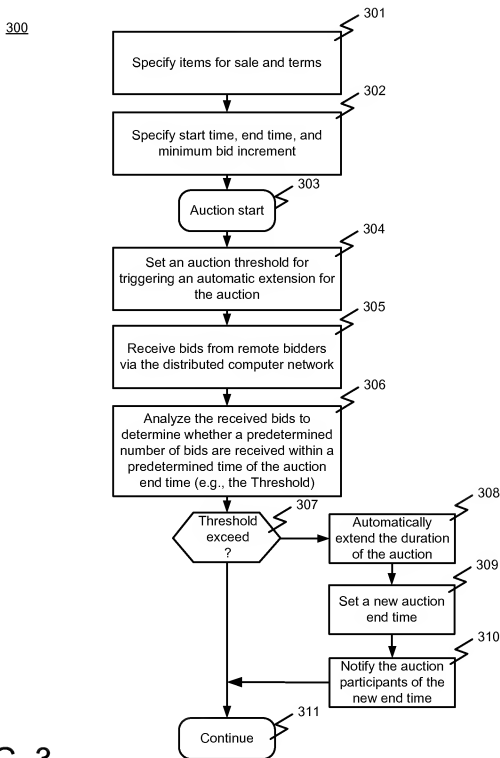 300
301
Specify items for sale and terms
302
Specify start time, end time, and
minimum bid increment
303
Auction start
304
Set an auction threshold for
triggering an automatic extension for
the auction
305
Receive bids from remote bidders
via the distributed computer network
306
Analyze the received bids to
determine whether a predetermined
number of bids are received within a
predetermined time of the auction
end time (e.g., the Threshold)
307
Threshold
exceed
?
308
Automatically
extend the duration
of the auction
309
Set a new auction
end time
310
Notify the auction
participants of the
new end time
311
Continue